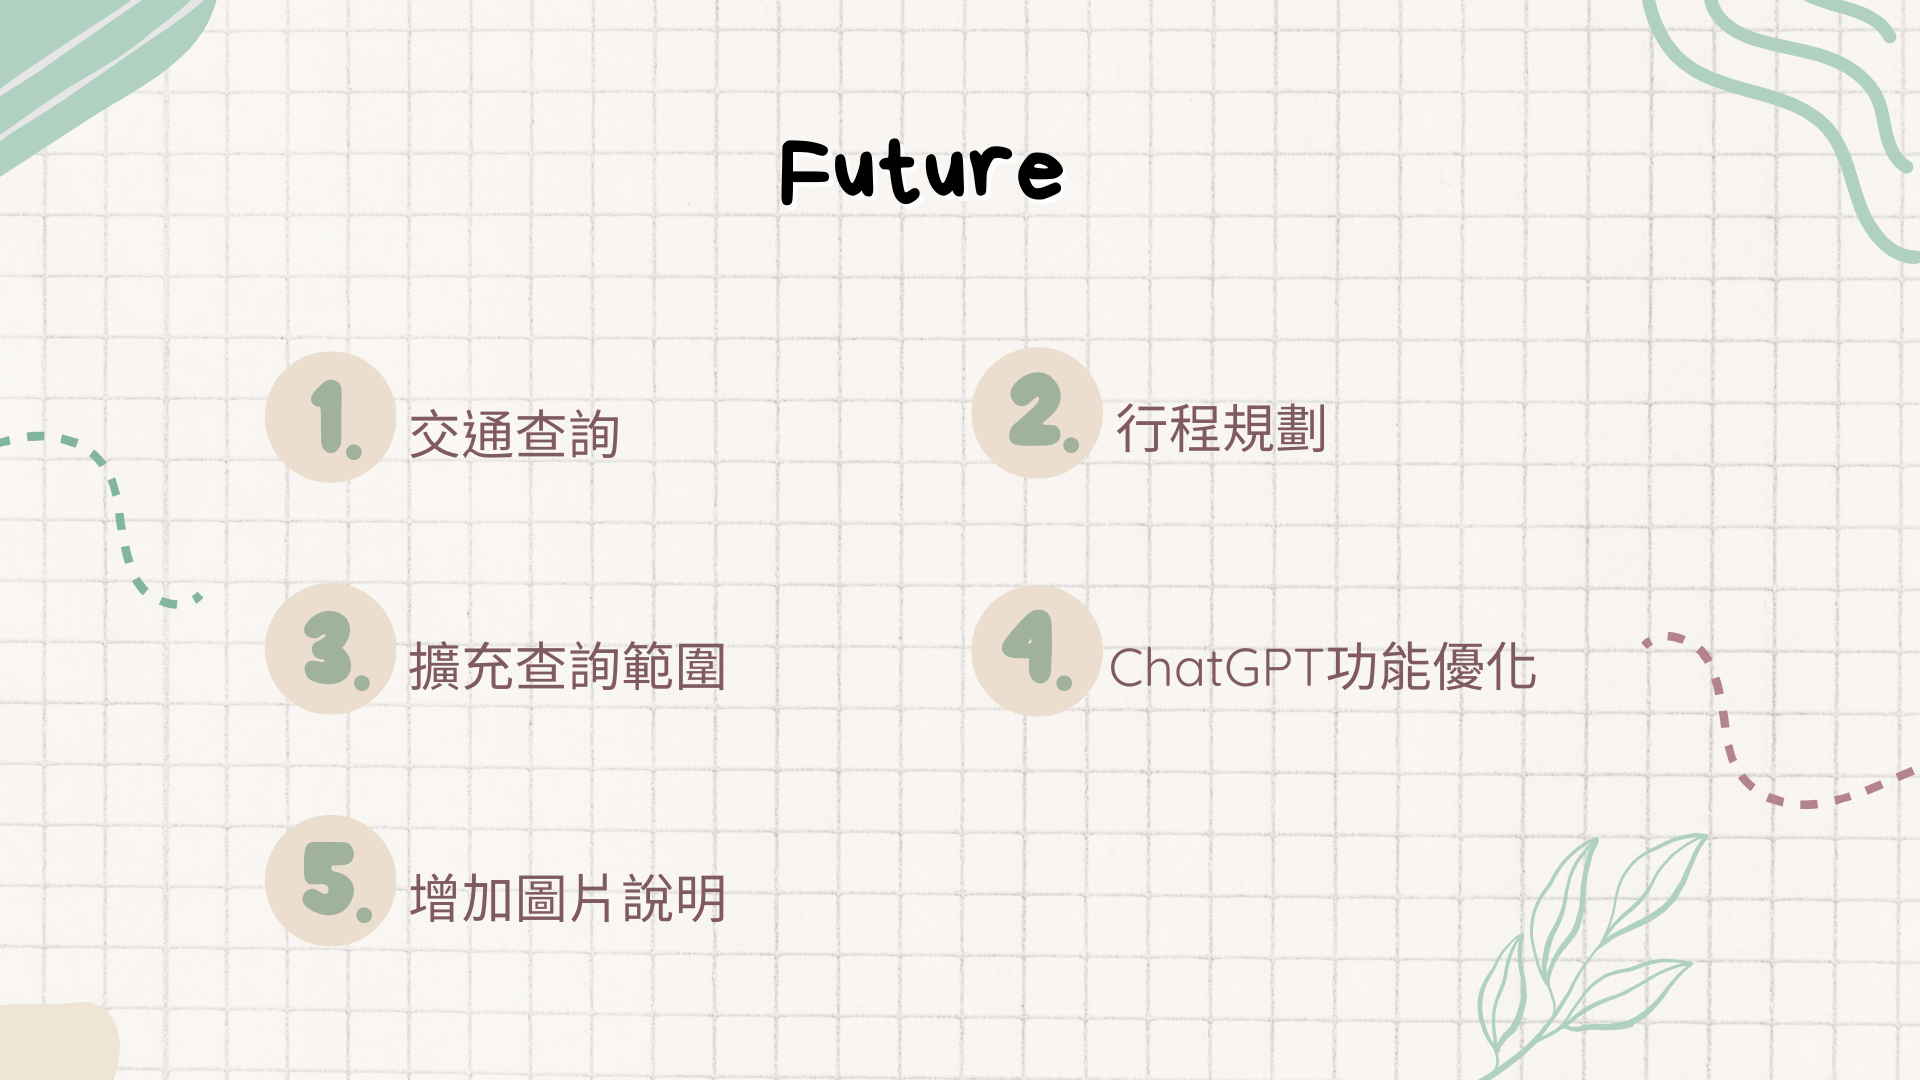 Future
1. 交通查詢
2. 行程規劃
3. 擴充查詢範圍
4. ChatGPT功能優化
5. 增加圖片說明